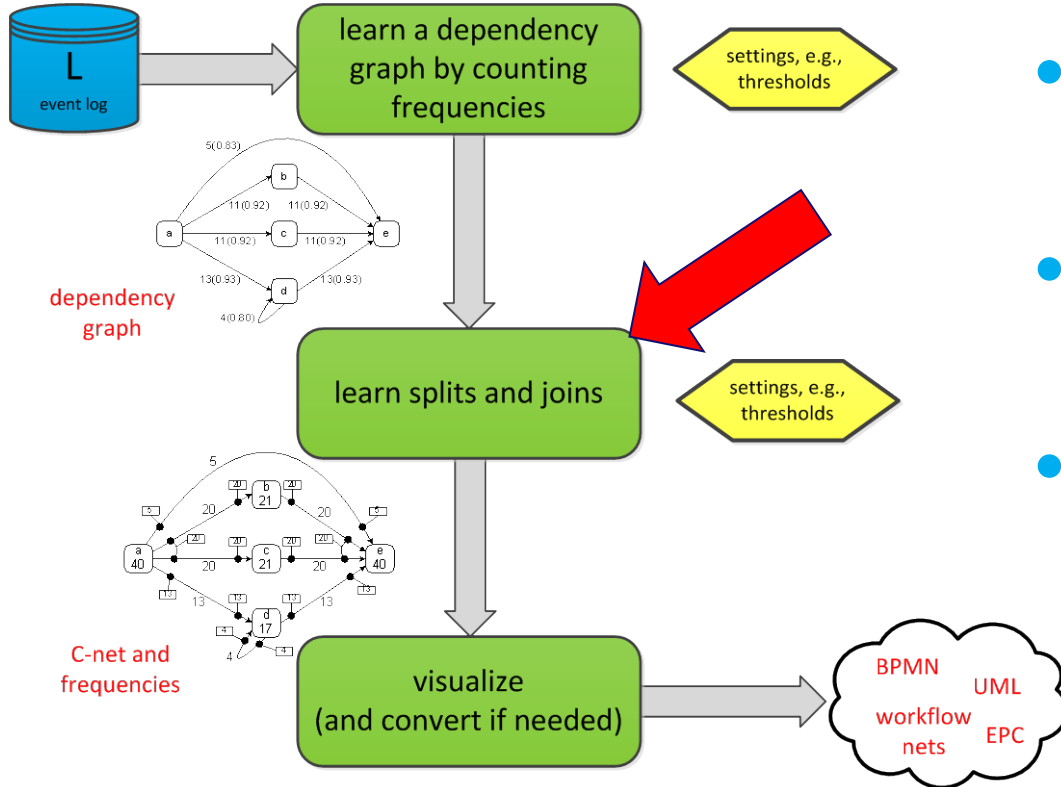 L
event log
learn a dependency
graph by counting
frequencies
settings, e.g.,
thresholds
5(0.83)
b
11(0.92)
11(0.92)
a
c
e
11(0.92)
11(0.92)
13(0.93)
13(0.93)
d
4(0.80)
dependency
graph
learn splits and joins
settings, e.g.,
thresholds
5
20
b
21
20
5
20
20
5
a
40
20
20
c
21
20
20
e
40
20
20
13
13
13
d
17
13
13
13
4
4
4
C-net and
frequencies
visualize
(and convert if needed)
BPMN
UML
workflow
nets
EPC